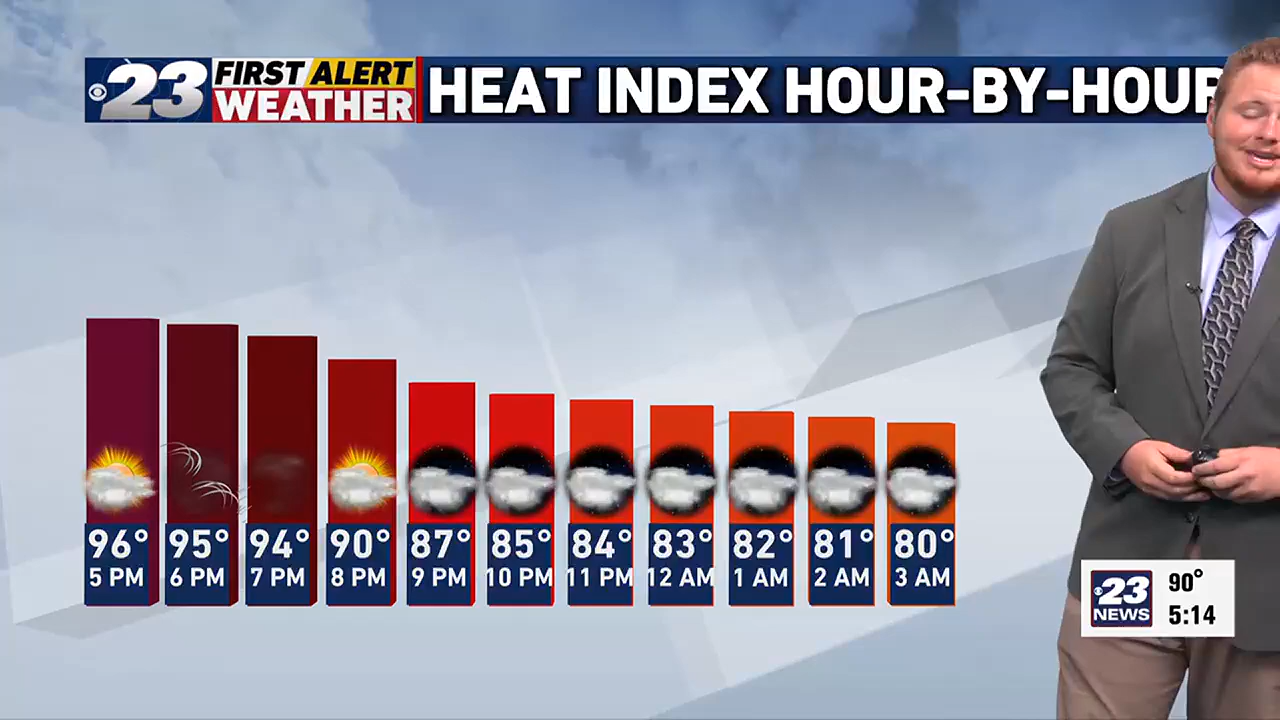 23 FIRST ALERT WEATHER HEAT INDEX HOUR-BY-HOUR
96° 95° 94° 90° 87° 85° 84° 83° 82° 81° 80°
5 PM 6 PM 7 PM 8 PM 9 PM 10 PM 11 PM 12 AM 1 AM 2 AM 3 AM
23 NEWS
90°
5:14